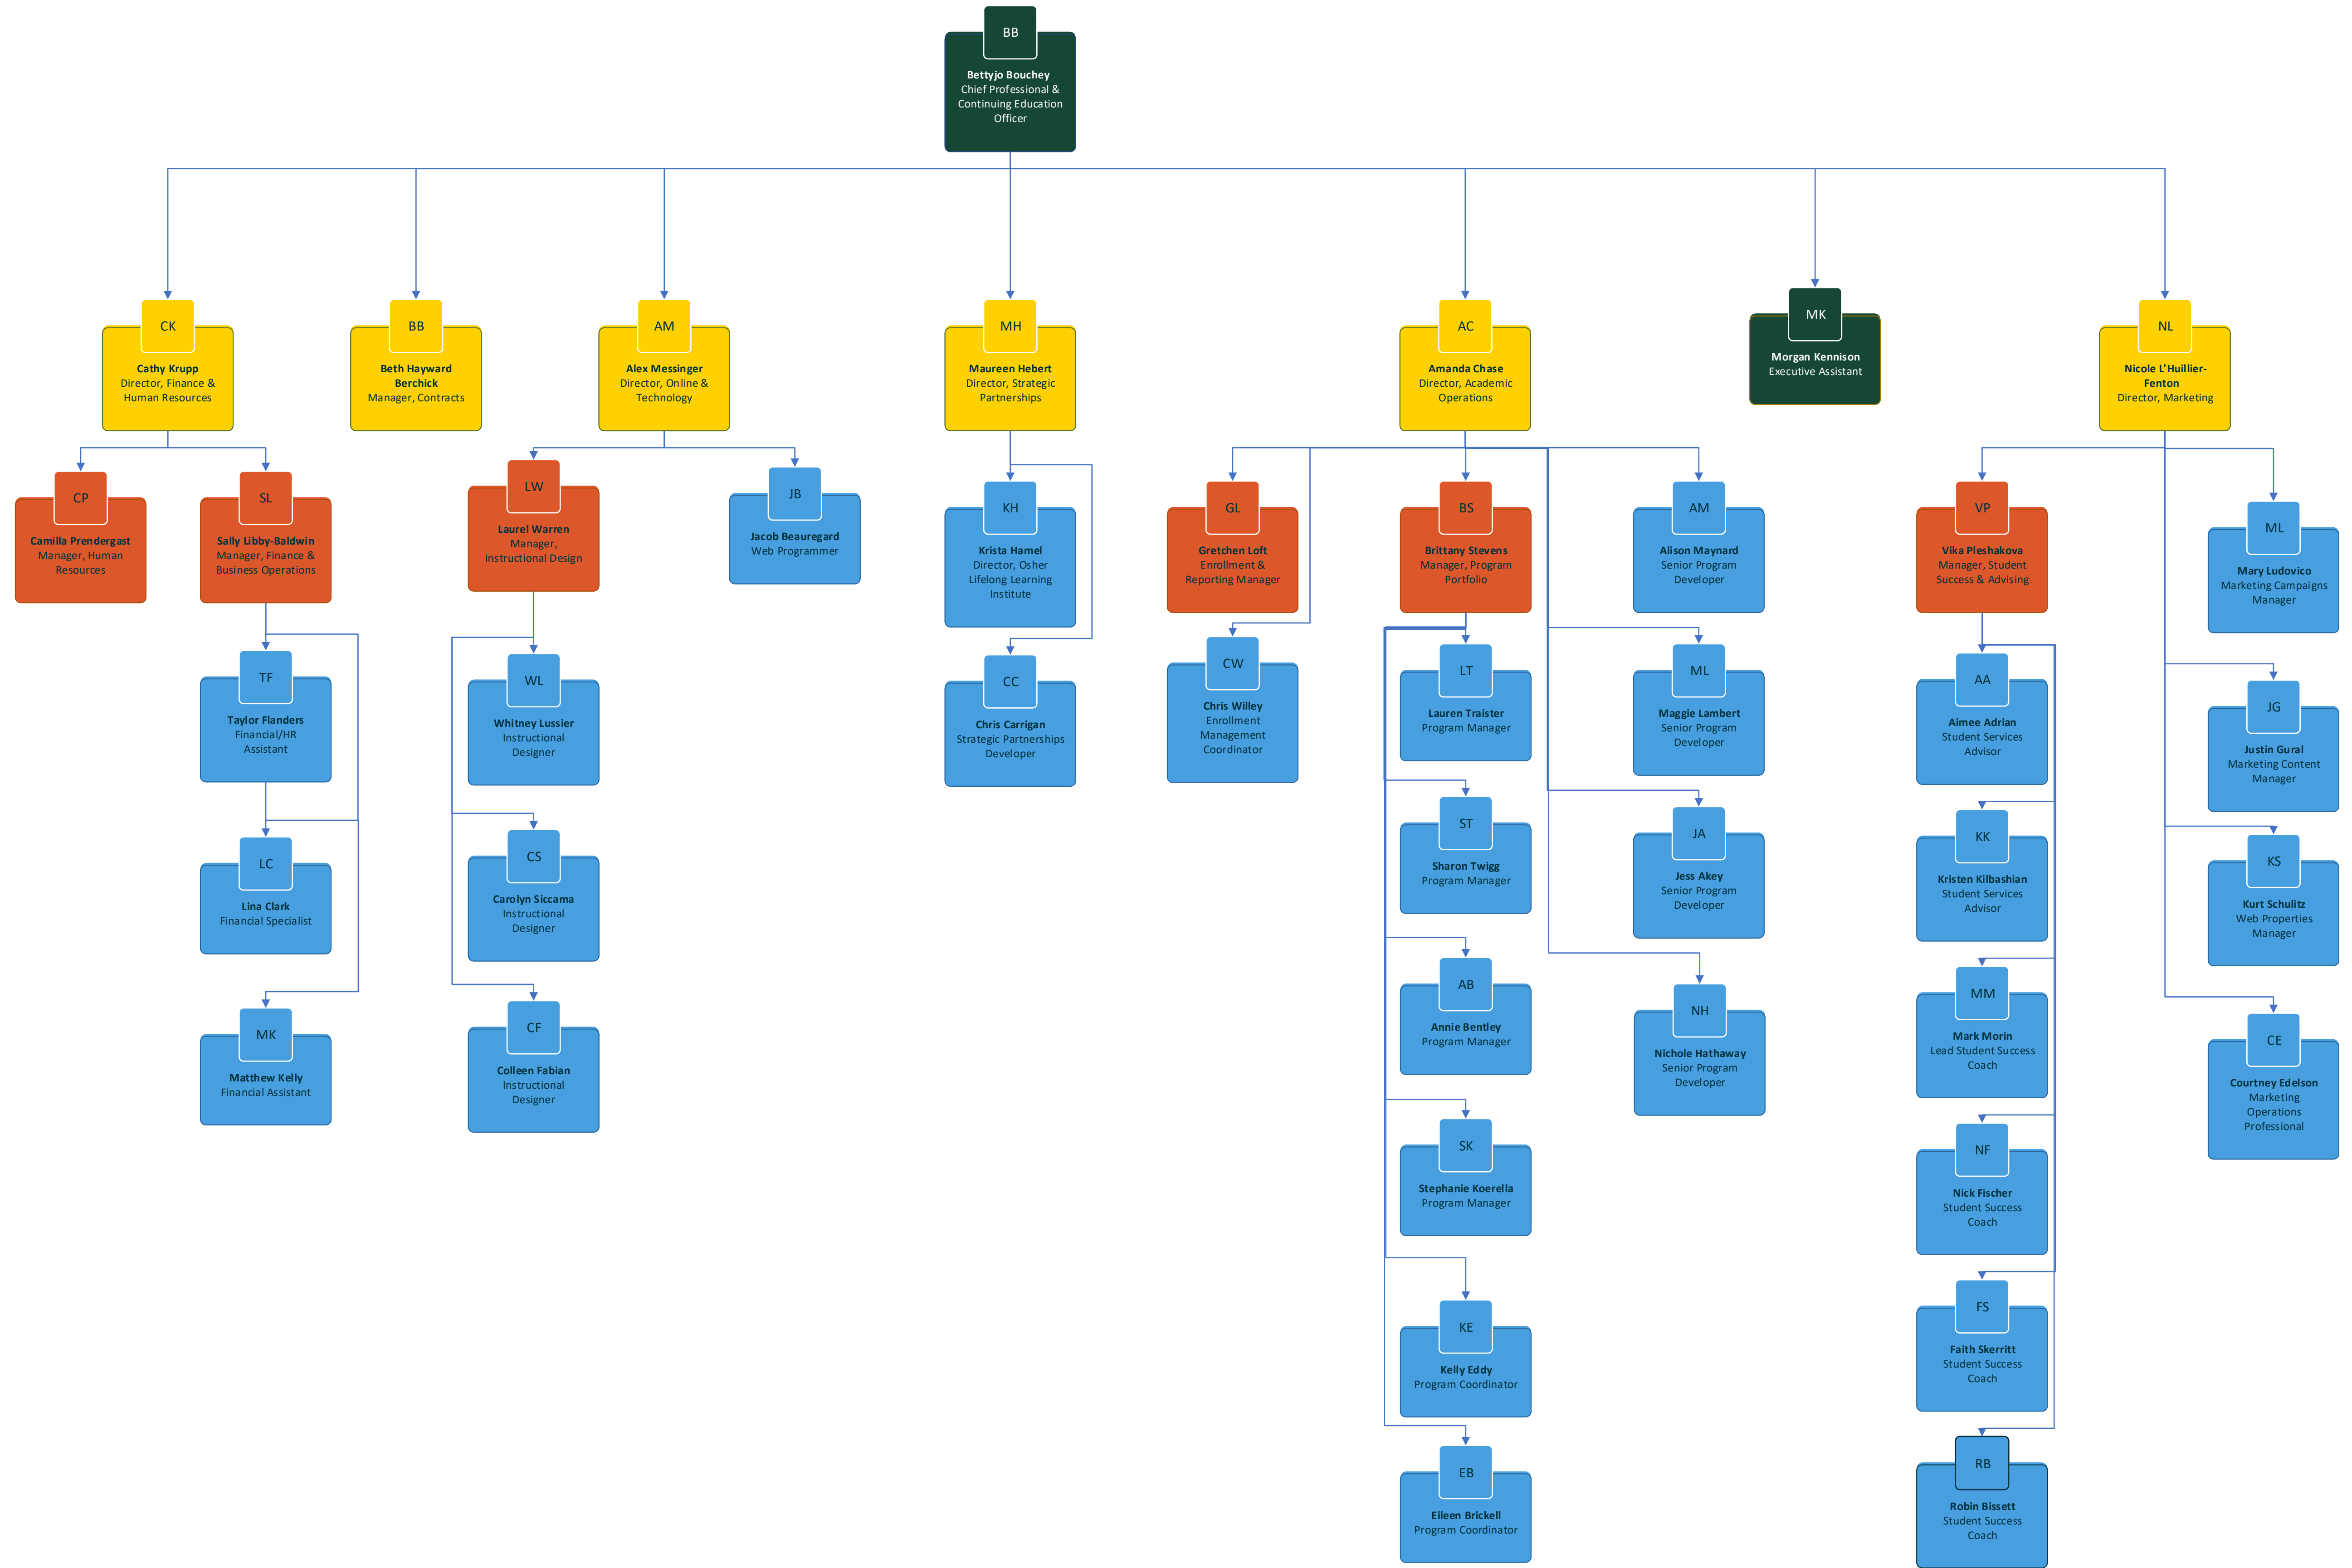 BB
Bettyjo Bouchey
Chief Professional &
Continuing Education
Officer
CK
Cathy Krupp
Director, Finance &
Human Resources
BB
Beth Hayward
Berchick
Manager, Contracts
AM
Alex Messinger
Director, Online &
Technology
MH
Maureen Hebert
Director, Strategic
Partnerships
AC
Amanda Chase
Director, Academic
Operations
MK
Morgan Kennison
Executive Assistant
NL
Nicole L'Huillier-
Fenton
Director, Marketing
CP
Camilla Prendergast
Manager, Human
Resources
SL
Sally Libby-Baldwin
Manager, Finance &
Business Operations
LW
Laurel Warren
Manager,
Instructional Design
JB
Jacob Beauregard
Web Programmer
KH
Krista Hamel
Director, Osher
Lifelong Learning
Institute
GL
Gretchen Loft
Enrollment &
Reporting Manager
BS
Brittany Stevens
Manager, Program
Portfolio
AM
Alison Maynard
Senior Program
Developer
VP
Vika Pleshakova
Manager, Student
Success & Advising
ML
Mary Ludovico
Marketing Campaigns
Manager
TF
Taylor Flanders
Financial/HR
Assistant
WL
Whitney Lussier
Instructional
Designer
CC
Chris Carrigan
Strategic Partnerships
Developer
CW
Chris Willey
Enrollment
Management
Coordinator
LT
Lauren Traister
Program Manager
ML
Maggie Lambert
Senior Program
Developer
AA
Aimee Adrian
Student Services
Advisor
JG
Justin Gural
Marketing Content
Manager
LC
Lina Clark
Financial Specialist
CS
Carolyn Siccama
Instructional
Designer
ST
Sharon Twigg
Program Manager
JA
Jess Akey
Senior Program
Developer
KK
Kristen Kilbashian
Student Services
Advisor
KS
Kurt Schulitz
Web Properties
Manager
MK
Matthew Kelly
Financial Assistant
CF
Colleen Fabian
Instructional
Designer
AB
Annie Bentley
Program Manager
NH
Nichole Hathaway
Senior Program
Developer
MM
Mark Morin
Lead Student Success
Coach
CE
Courtney Edelson
Marketing
Operations
Professional
SK
Stephanie Koerella
Program Manager
NF
Nick Fischer
Student Success
Coach
KE
Kelly Eddy
Program Coordinator
FS
Faith Skerritt
Student Success
Coach
EB
Eileen Brickell
Program Coordinator
RB
Robin Bissett
Student Success
Coach